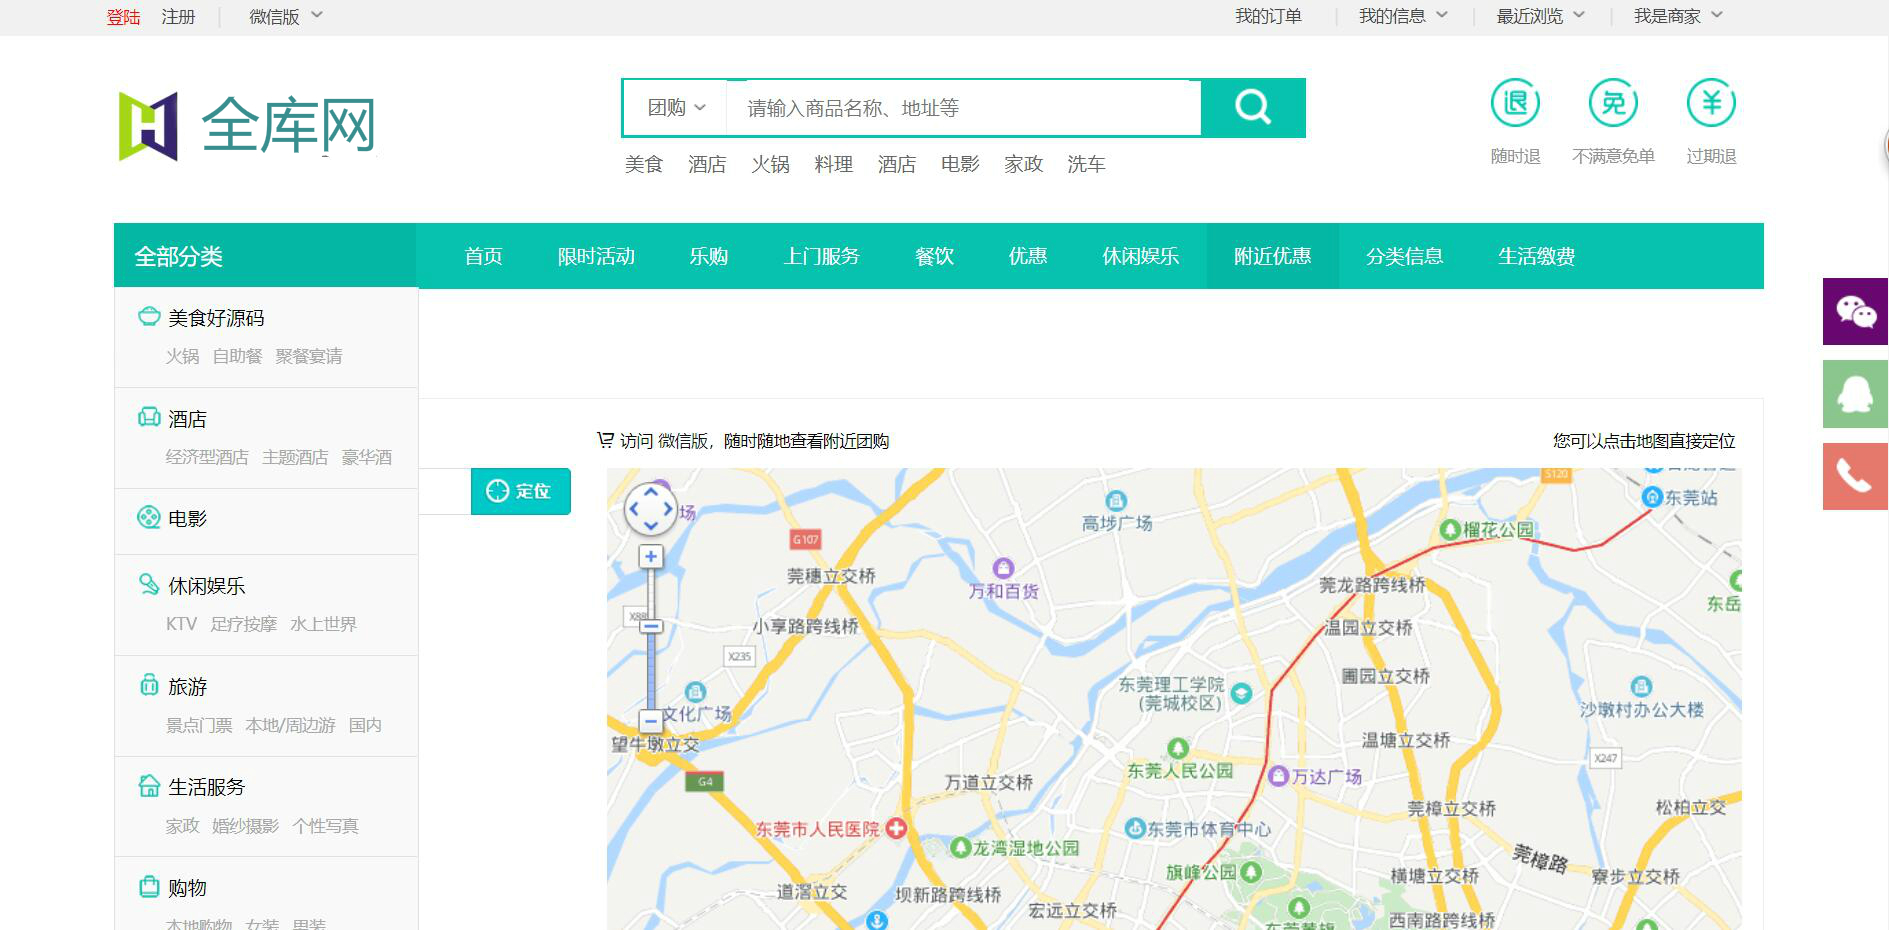 登陆 注册 微信版 我的订单 我的信息 最近浏览 我是商家
全库网
团购 请输入商品名称、地址等
美食 酒店 火锅 料理 酒店 电影 家政 洗车
退 免 ¥
随时退 不满意免单 过期退
全部分类 首页 限时活动 乐购 上门服务 餐饮 优惠 休闲娱乐 附近优惠 分类信息 生活缴费
美食好源码
火锅 自助餐 聚餐宴请
酒店
经济型酒店 主题酒店 豪华酒
电影
休闲娱乐
KTV 足疗按摩 水上世界
旅游
景点门票 本地/周边游 国内
生活服务
家政 婚纱摄影 个性写真
购物
本地购物 女装 男装
访问 微信版，随时随地查看附近团购 您可以点击地图直接定位
定位
S120
东莞站
场
高埗广场
榴花公园
G107
莞穗立交桥
万和百货
莞龙路跨线桥
东岳
X88
小享路跨线桥
温园立交桥
X235
圃园立交桥
东莞理工学院
(莞城校区)
文化广场
沙墩村办公大楼
望牛墩立交
温塘立交桥
X247
东莞人民公园
万达广场
G4
万道立交桥
莞樟立交桥
松柏立交
东莞市人民医院
东莞市体育中心
龙湾湿地公园
莞樟路
旗峰公园
横塘立交桥
寮步立交桥
道滘立交
坝新路跨线桥
宏远立交桥
西南路跨线桥